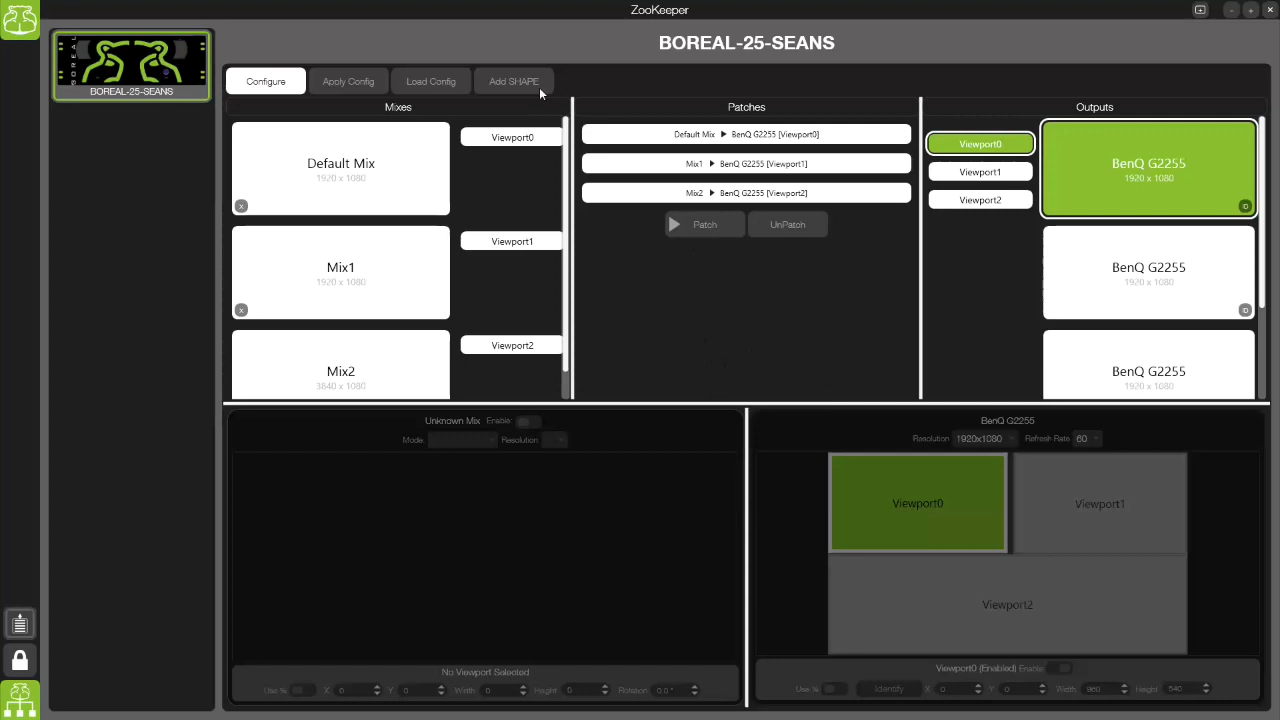 ZooKeeper
BOREAL
BOREAL-25-SEANS
BOREAL-25-SEANS
Configure
Apply Config
Load Config
Add SHAPE
Mixes
Patches
Outputs
Default Mix
1920 x 1080
X
Viewport0
Mix1
1920 x 1080
X
Viewport1
Mix2
3840 x 1080
Viewport2
Default Mix ▶ BenQ G2255 [Viewport0]
Mix1 ▶ BenQ G2255 [Viewport1]
Mix2 ▶ BenQ G2255 [Viewport2]
Patch
UnPatch
Viewport0
Viewport1
Viewport2
BenQ G2255
1920 x 1080
ID
BenQ G2255
1920 x 1080
ID
BenQ G2255
1920 x 1080
Unknown Mix Enable:
Mode: Resolution
No Viewport Selected
Use % X 0 Y 0 Width 0 Height 0 Rotation 0.0 °
BenQ G2255
Resolution 1920x1080 Refresh Rate 60
Viewport0
Viewport1
Viewport2
Viewport0 (Enabled) Enable:
Use % Identify X 0 Y 0 Width 960 Height 540